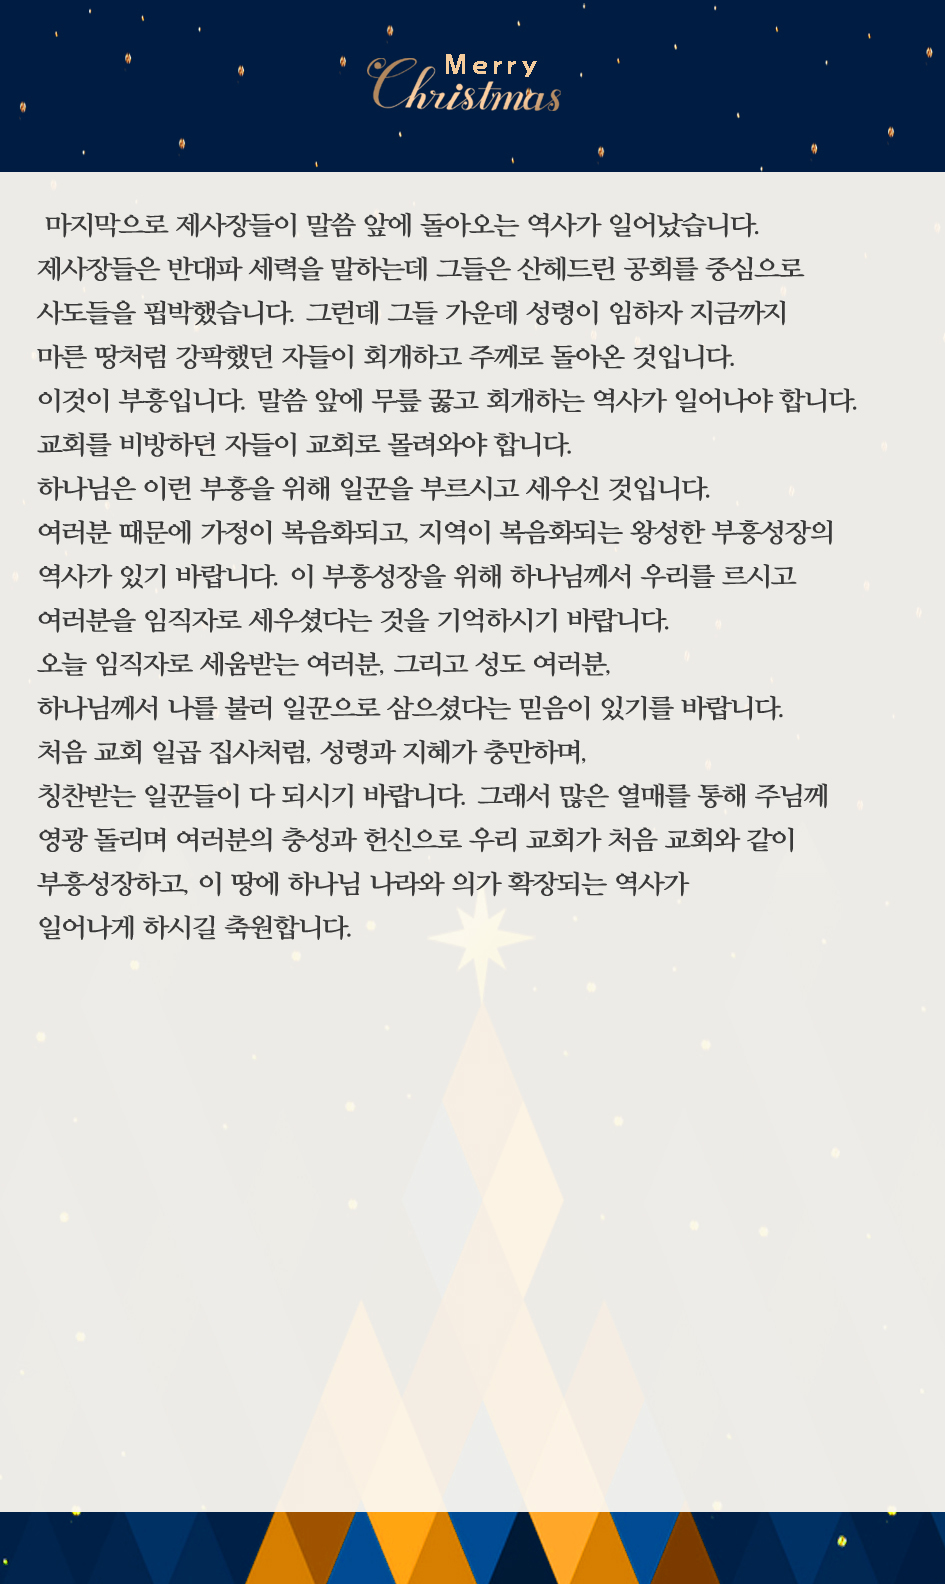 Merry
Christmas
마지막으로 제사장들이 말씀 앞에 돌아오는 역사가 일어났습니다.
제사장들은 반대파 세력을 말하는데 그들은 산헤드린 공회를 중심으로
사도들을 핍박했습니다. 그런데 그들 가운데 성령이 임하자 지금까지
마른 땅처럼 강팍했던 자들이 회개하고 주께로 돌아온 것입니다.
이것이 부흥입니다. 말씀 앞에 무릎 꿇고 회개하는 역사가 일어나야 합니다.
교회를 비방하던 자들이 교회로 몰려와야 합니다.
하나님은 이런 부흥을 위해 일꾼을 부르시고 세우신 것입니다.
여러분 때문에 가정이 복음화되고, 지역이 복음화되는 왕성한 부흥성장의
역사가 있기 바랍니다. 이 부흥성장을 위해 하나님께서 우리를 르시고
여러분을 임직자로 세우셨다는 것을 기억하시기 바랍니다.
오늘 임직자로 세움받는 여러분, 그리고 성도 여러분,
하나님께서 나를 불러 일꾼으로 삼으셨다는 믿음이 있기를 바랍니다.
처음 교회 일곱 집사처럼, 성령과 지혜가 충만하며,
칭찬받는 일꾼들이 다 되시기 바랍니다. 그래서 많은 열매를 통해 주님께
영광 돌리며 여러분의 충성과 헌신으로 우리 교회가 처음 교회와 같이
부흥성장하고, 이 땅에 하나님 나라와 의가 확장되는 역사가
일어나게 하시길 축원합니다.